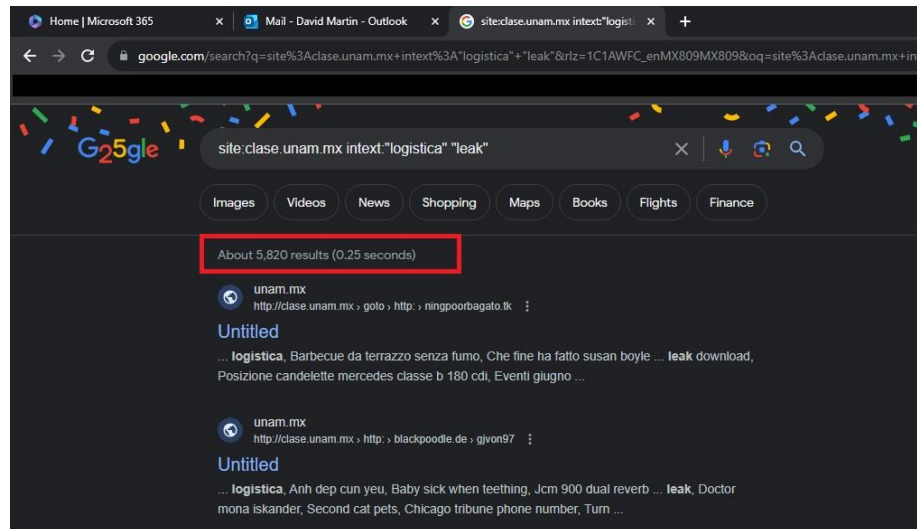 Home | Microsoft 365
Mail - David Martin - Outlook
site:clase.unam.mx intext:"logisti
google.com/search?q=site%3Aclase.unam.mx+intext%3A"logistica"+"leak"&rlz=1C1AWFC_enMX809MX809&oq=site%3Aclase.unam.mx+in
G25gle
site:clase.unam.mx intext:"logistica" "leak"
Images Videos News Shopping Maps Books Flights Finance
About 5,820 results (0.25 seconds)
unam.mx
http://clase.unam.mx › goto › http: › ningpoorbagato.tk
Untitled
... logistica, Barbecue da terrazzo senza fumo, Che fine ha fatto susan boyle ... leak download,
Posizione candelette mercedes classe b 180 cdi, Eventi giugno ...
unam.mx
http://clase.unam.mx › http: › blackpoodle.de › gjvon97
Untitled
... logistica, Anh dep cun yeu, Baby sick when teething, Jcm 900 dual reverb ... leak, Doctor
mona iskander, Second cat pets, Chicago tribune phone number, Turn ...